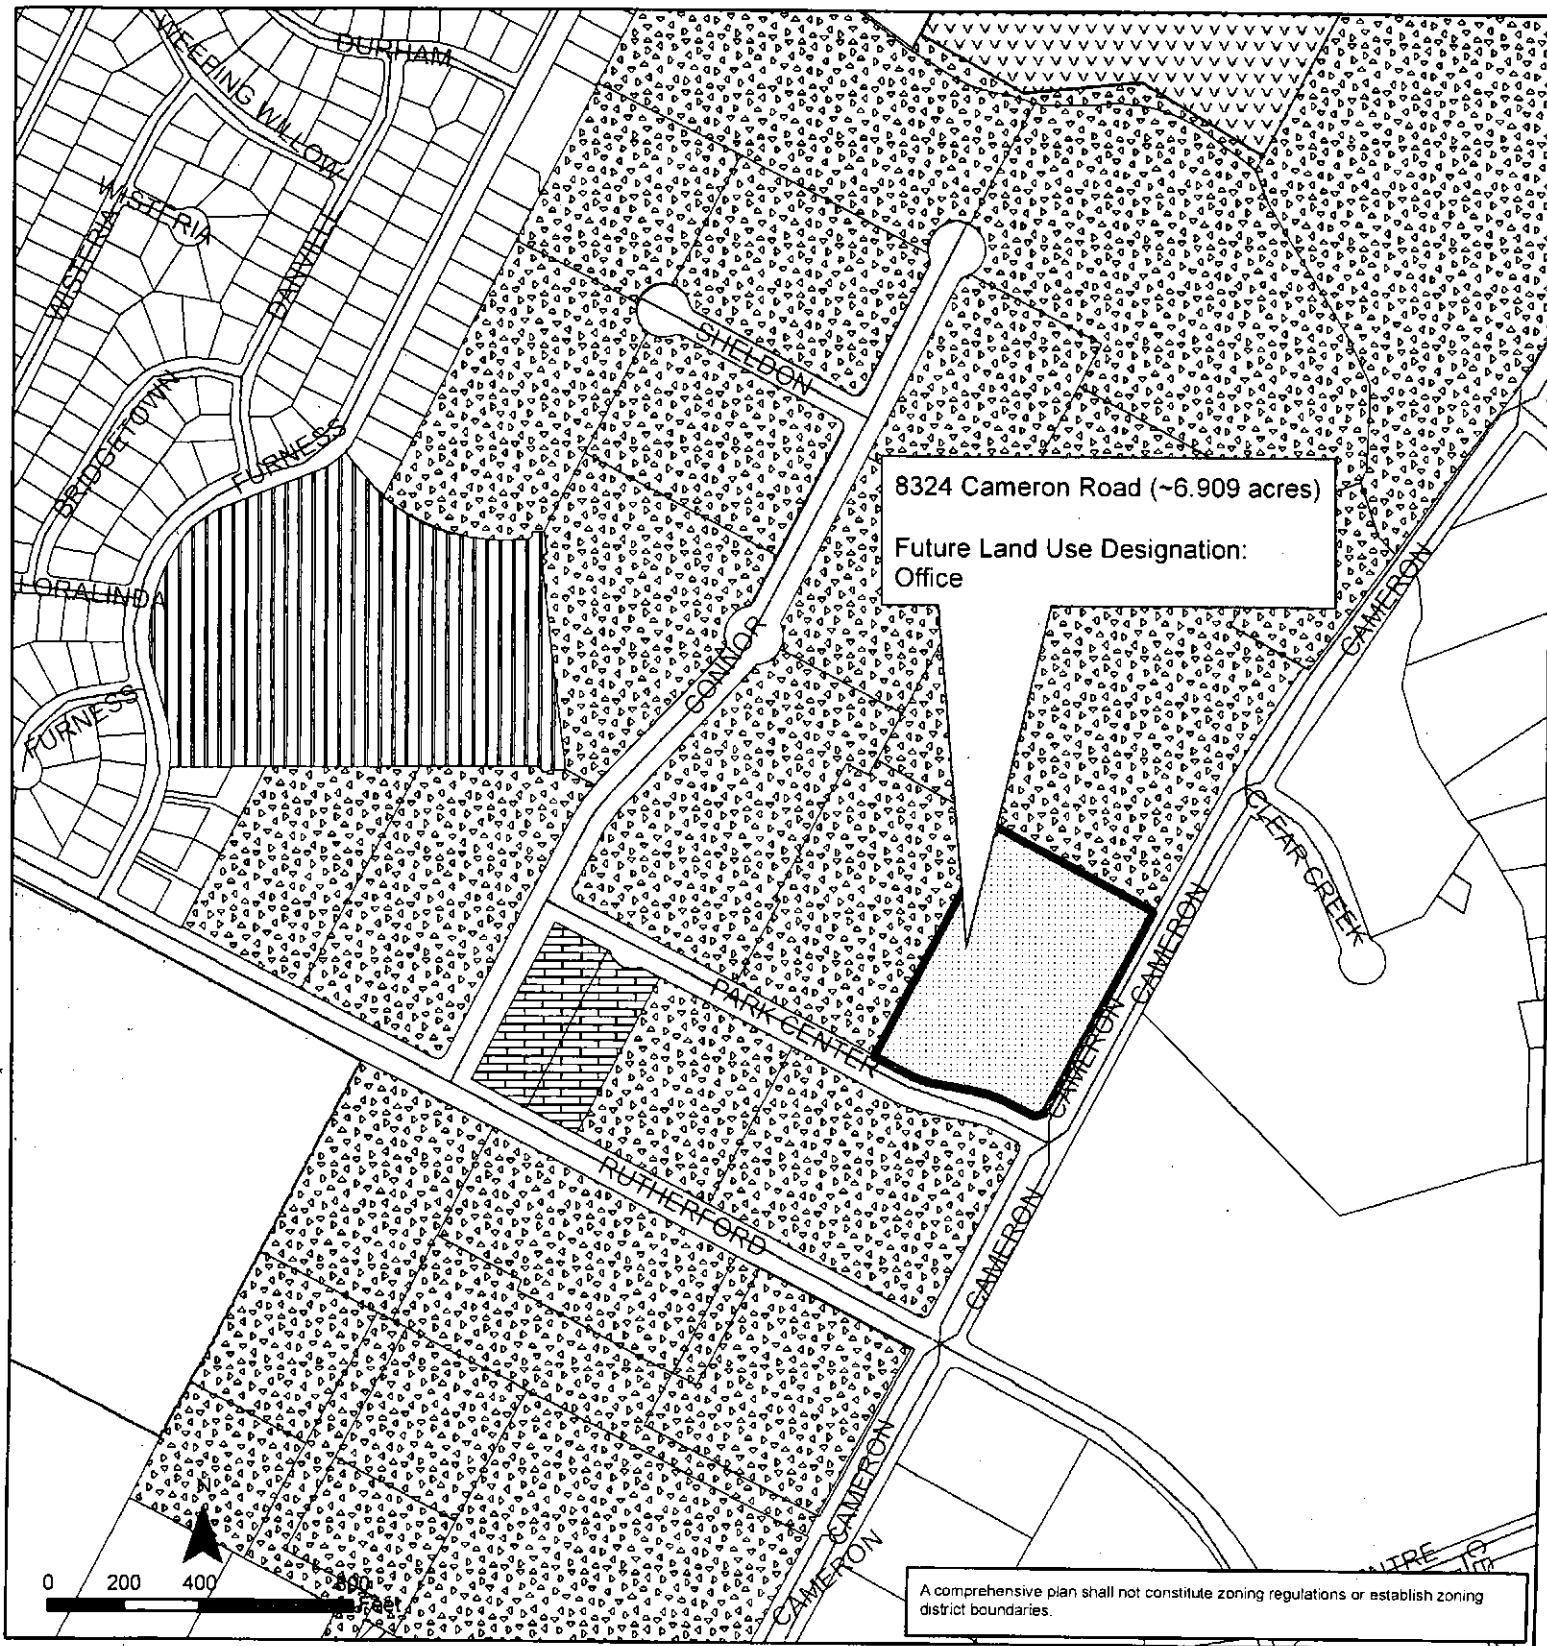 DURHAM
WEEPING WILLOW
WISTERIA
WISTERIA
DANVILLE
SHELDON
BRIDGETOWN
FURNESS
8324 Cameron Road (~6.909 acres)
Future Land Use Designation:
Office
CAMERON
LORALINDA
CONNOR
FURNESS
CLEAR CREEK
CAMERON
PARK CENTER
CAMERON
RUTHERFORD
CAMERON
CAMERON
CAMERON
N
0 200 400 800
Feet
A comprehensive plan shall not constitute zoning regulations or establish zoning
district boundaries.